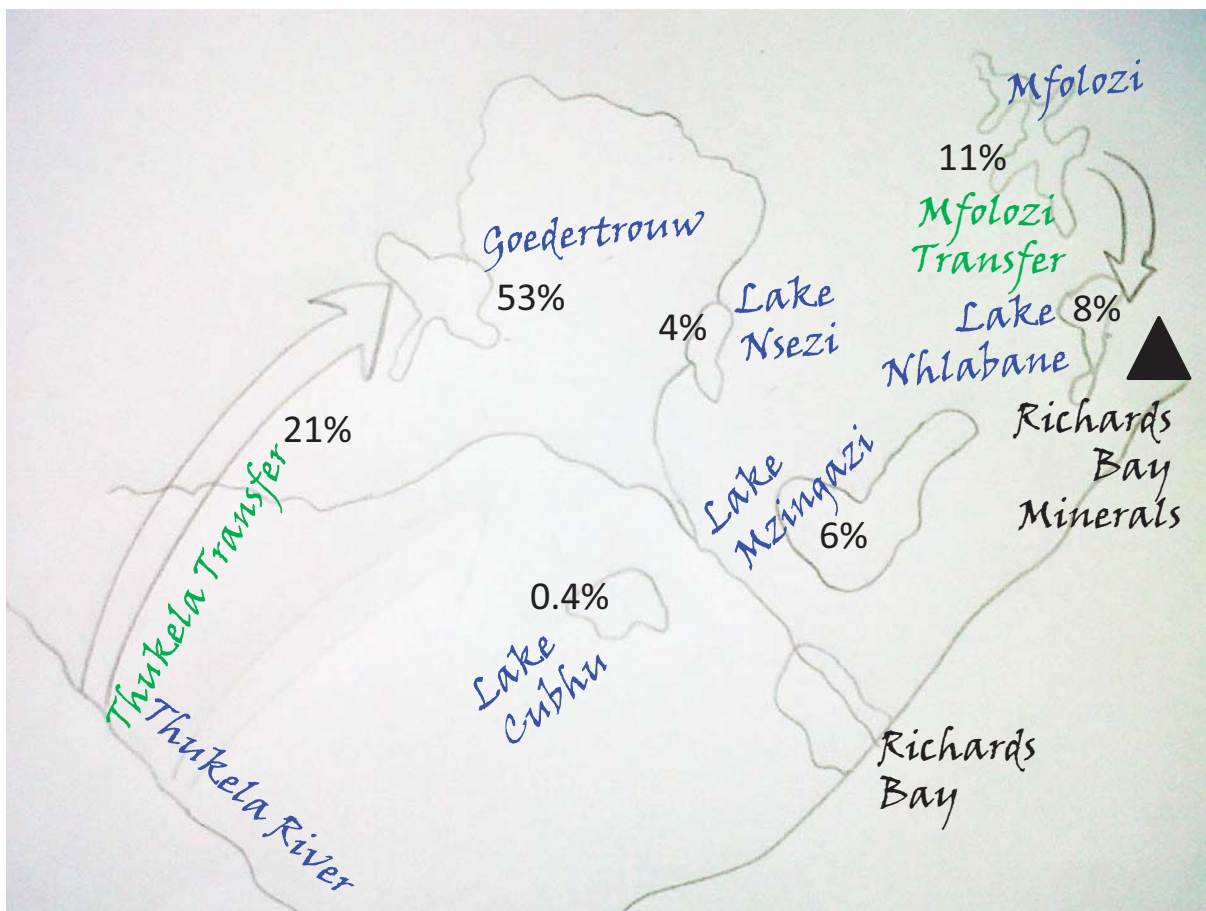 Mfolozi
11%
Mfolozi
Transfer
Goedertrouw
53%
Lake
Nsezi
4%
Lake
Nhlabane
8%
Richards
Bay
Minerals
21%
Thukela Transfer
Lake
Mzingazi
6%
0.4%
Lake
Cubhu
Thukela River
Richards
Bay